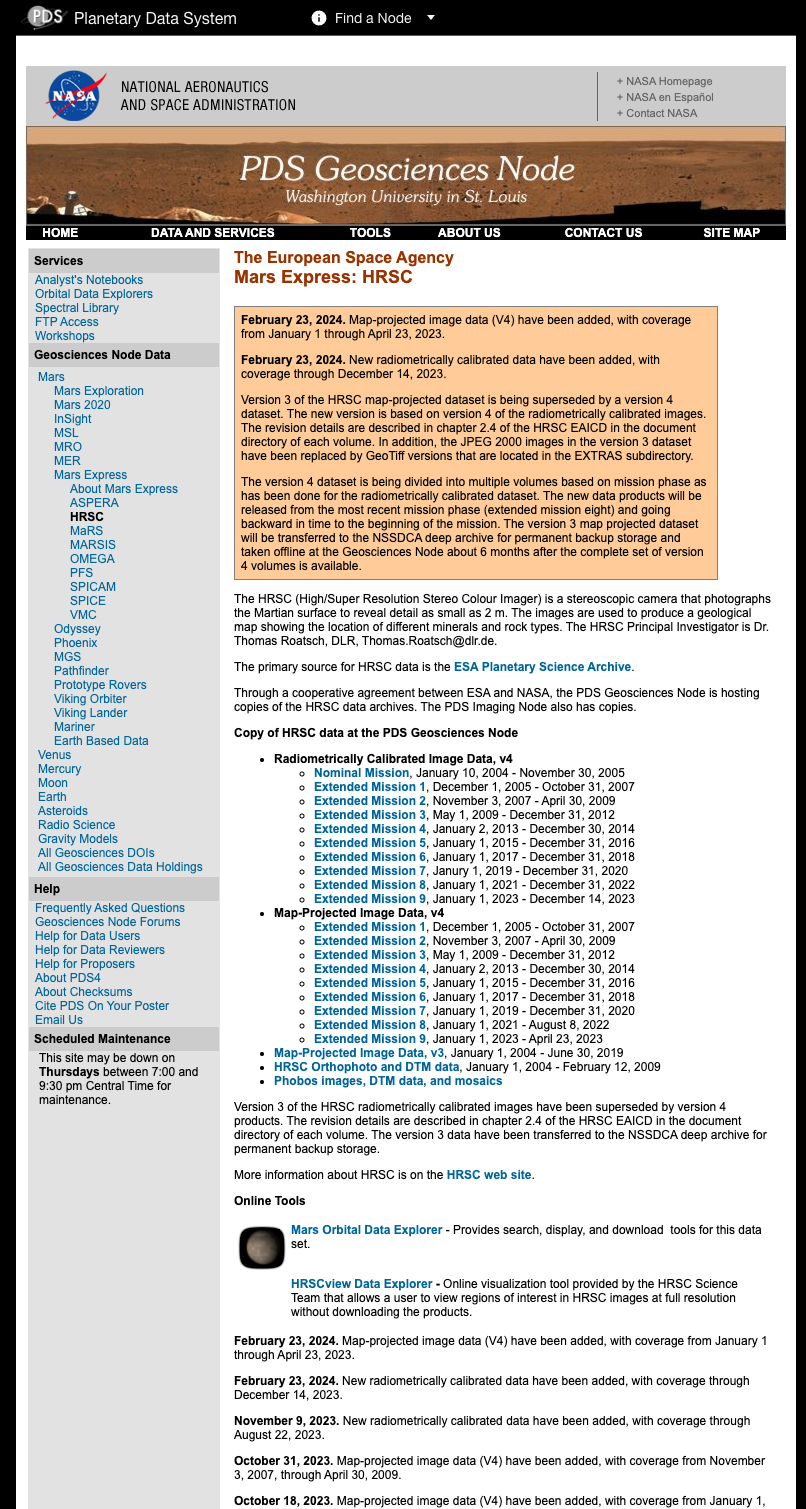 PDS Planetary Data System
Find a Node
NASA
NATIONAL AERONAUTICS
AND SPACE ADMINISTRATION
+ NASA Homepage
+ NASA en Español
+ Contact NASA
PDS Geosciences Node
Washington University in St. Louis
HOME DATA AND SERVICES TOOLS ABOUT US CONTACT US SITE MAP
Services
Analyst's Notebooks
Orbital Data Explorers
Spectral Library
FTP Access
Workshops
Geosciences Node Data
Mars
Mars Exploration
Mars 2020
InSight
MSL
MRO
MER
Mars Express
About Mars Express
ASPERA
HRSC
MaRS
MARSIS
OMEGA
PFS
SPICAM
SPICE
VMC
Odyssey
Phoenix
MGS
Pathfinder
Prototype Rovers
Viking Orbiter
Viking Lander
Mariner
Earth Based Data
Venus
Mercury
Moon
Earth
Asteroids
Radio Science
Gravity Models
All Geosciences DOIs
All Geosciences Data Holdings
Help
Frequently Asked Questions
Geosciences Node Forums
Help for Data Users
Help for Data Reviewers
Help for Proposers
About PDS4
About Checksums
Cite PDS On Your Poster
Email Us
Scheduled Maintenance
This site may be down on
Thursdays between 7:00 and
9:30 pm Central Time for
maintenance.
The European Space Agency
Mars Express: HRSC
February 23, 2024. Map-projected image data (V4) have been added, with coverage
from January 1 through April 23, 2023.
February 23, 2024. New radiometrically calibrated data have been added, with
coverage through December 14, 2023.
Version 3 of the HRSC map-projected dataset is being superseded by a version 4
dataset. The new version is based on version 4 of the radiometrically calibrated images.
The revision details are described in chapter 2.4 of the HRSC EAICD in the document
directory of each volume. In addition, the JPEG 2000 images in the version 3 dataset
have been replaced by GeoTiff versions that are located in the EXTRAS subdirectory.
The version 4 dataset is being divided into multiple volumes based on mission phase as
has been done for the radiometrically calibrated dataset. The new data products will be
released from the most recent mission phase (extended mission eight) and going
backward in time to the beginning of the mission. The version 3 map projected dataset
will be transferred to the NSSDCA deep archive for permanent backup storage and
taken offline at the Geosciences Node about 6 months after the complete set of version
4 volumes is available.
The HRSC (High/Super Resolution Stereo Colour Imager) is a stereoscopic camera that photographs
the Martian surface to reveal detail as small as 2 m. The images are used to produce a geological
map showing the location of different minerals and rock types. The HRSC Principal Investigator is Dr.
Thomas Roatsch, DLR, Thomas.Roatsch@dlr.de.
The primary source for HRSC data is the ESA Planetary Science Archive.
Through a cooperative agreement between ESA and NASA, the PDS Geosciences Node is hosting
copies of the HRSC data archives. The PDS Imaging Node also has copies.
Copy of HRSC data at the PDS Geosciences Node
• Radiometrically Calibrated Image Data, v4
◦ Nominal Mission, January 10, 2004 - November 30, 2005
◦ Extended Mission 1, December 1, 2005 - October 31, 2007
◦ Extended Mission 2, November 3, 2007 - April 30, 2009
◦ Extended Mission 3, May 1, 2009 - December 31, 2012
◦ Extended Mission 4, January 2, 2013 - December 30, 2014
◦ Extended Mission 5, January 1, 2015 - December 31, 2016
◦ Extended Mission 6, January 1, 2017 - December 31, 2018
◦ Extended Mission 7, Janury 1, 2019 - December 31, 2020
◦ Extended Mission 8, January 1, 2021 - December 31, 2022
◦ Extended Mission 9, January 1, 2023 - December 14, 2023
• Map-Projected Image Data, v4
◦ Extended Mission 1, December 1, 2005 - October 31, 2007
◦ Extended Mission 2, November 3, 2007 - April 30, 2009
◦ Extended Mission 3, May 1, 2009 - December 31, 2012
◦ Extended Mission 4, January 2, 2013 - December 30, 2014
◦ Extended Mission 5, January 1, 2015 - December 31, 2016
◦ Extended Mission 6, January 1, 2017 - December 31, 2018
◦ Extended Mission 7, January 1, 2019 - December 31, 2020
◦ Extended Mission 8, January 1, 2021 - August 8, 2022
◦ Extended Mission 9, January 1, 2023 - April 23, 2023
• Map-Projected Image Data, v3, January 1, 2004 - June 30, 2019
• HRSC Orthophoto and DTM data, January 1, 2004 - February 12, 2009
• Phobos images, DTM data, and mosaics
Version 3 of the HRSC radiometrically calibrated images have been superseded by version 4
products. The revision details are described in chapter 2.4 of the HRSC EAICD in the document
directory of each volume. The version 3 data have been transferred to the NSSDCA deep archive for
permanent backup storage.
More information about HRSC is on the HRSC web site.
Online Tools
Mars Orbital Data Explorer - Provides search, display, and download tools for this data
set.
HRSCview Data Explorer - Online visualization tool provided by the HRSC Science
Team that allows a user to view regions of interest in HRSC images at full resolution
without downloading the products.
February 23, 2024. Map-projected image data (V4) have been added, with coverage from January 1
through April 23, 2023.
February 23, 2024. New radiometrically calibrated data have been added, with coverage through
December 14, 2023.
November 9, 2023. New radiometrically calibrated data have been added, with coverage through
August 22, 2023.
October 31, 2023. Map-projected image data (V4) have been added, with coverage from November
3, 2007, through April 30, 2009.
October 18, 2023. Map-projected image data (V4) have been added, with coverage from January 1,